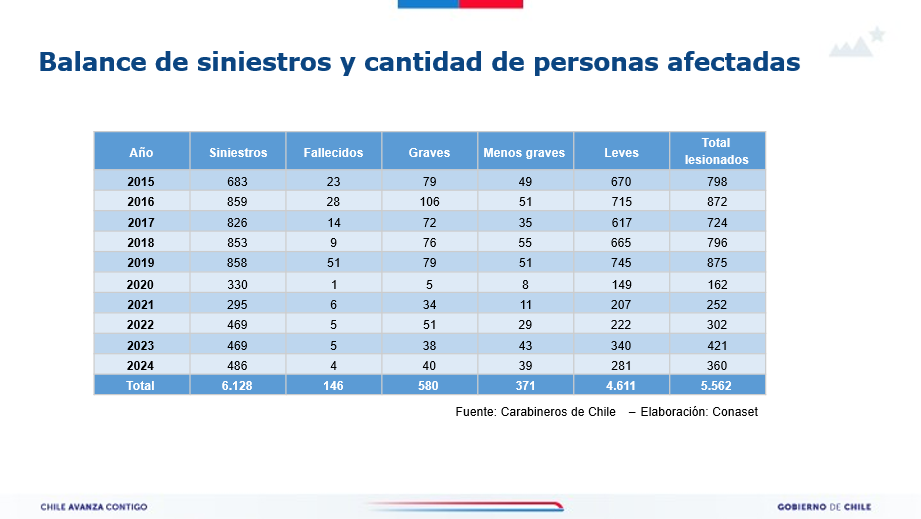 Balance de siniestros y cantidad de personas afectadas
Año Siniestros Fallecidos Graves Menos graves Leves Total lesionados
2015 683 23 79 49 670 798
2016 859 28 106 51 715 872
2017 826 14 72 35 617 724
2018 853 9 76 55 665 796
2019 858 51 79 51 745 875
2020 330 1 5 8 149 162
2021 295 6 34 11 207 252
2022 469 5 51 29 222 302
2023 469 5 38 43 340 421
2024 486 4 40 39 281 360
Total 6.128 146 580 371 4.611 5.562
Fuente: Carabineros de Chile – Elaboración: Conaset
CHILE AVANZA CONTIGO
GOBIERNO DE CHILE